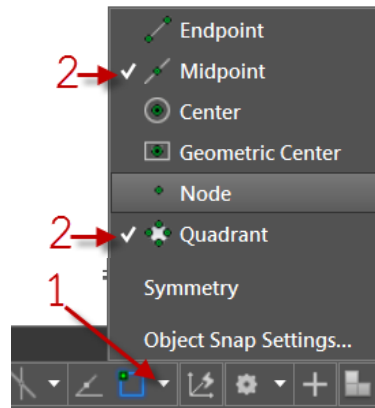 Endpoint
2 Midpoint
Center
Geometric Center
Node
2 Quadrant
Symmetry
1
Object Snap Settings...